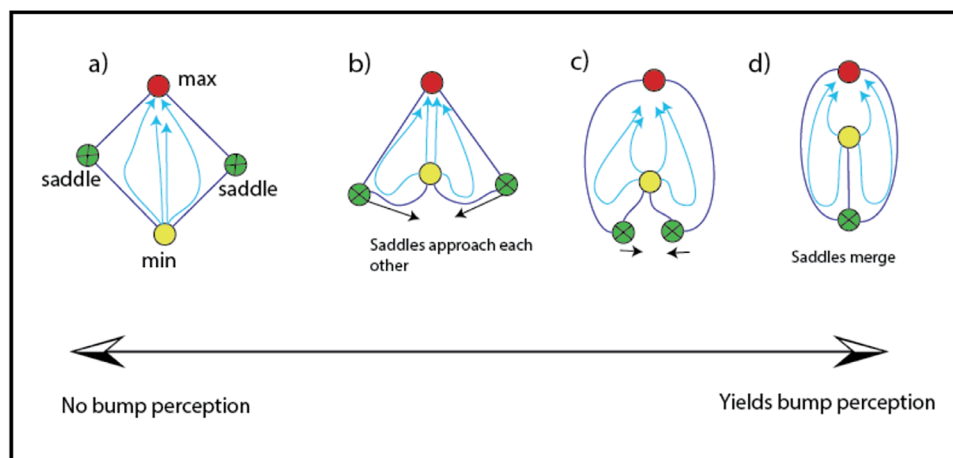 a)
max
saddle
saddle
min
b)
Saddles approach each
other
c)
d)
Saddles merge
No bump perception
Yields bump perception